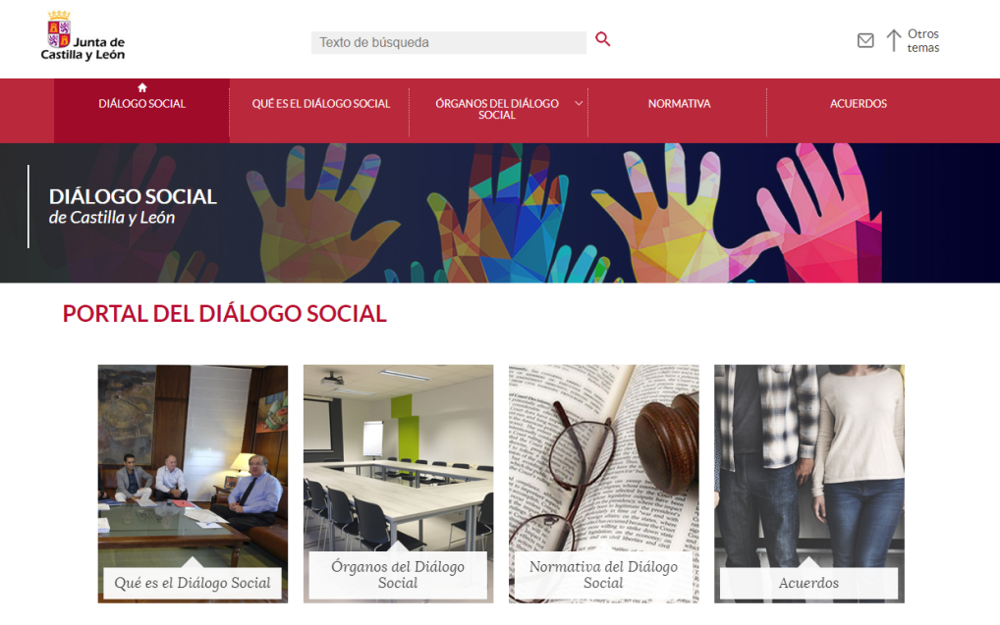 Junta de
Castilla y León
Texto de búsqueda
Otros
temas
DIÁLOGO SOCIAL
QUÉ ES EL DIÁLOGO SOCIAL
ÓRGANOS DEL DIÁLOGO
SOCIAL
NORMATIVA
ACUERDOS
DIÁLOGO SOCIAL
de Castilla y León
PORTAL DEL DIÁLOGO SOCIAL
Qué es el Diálogo Social
Órganos del Diálogo
Social
Normativa del Diálogo
Social
Acuerdos